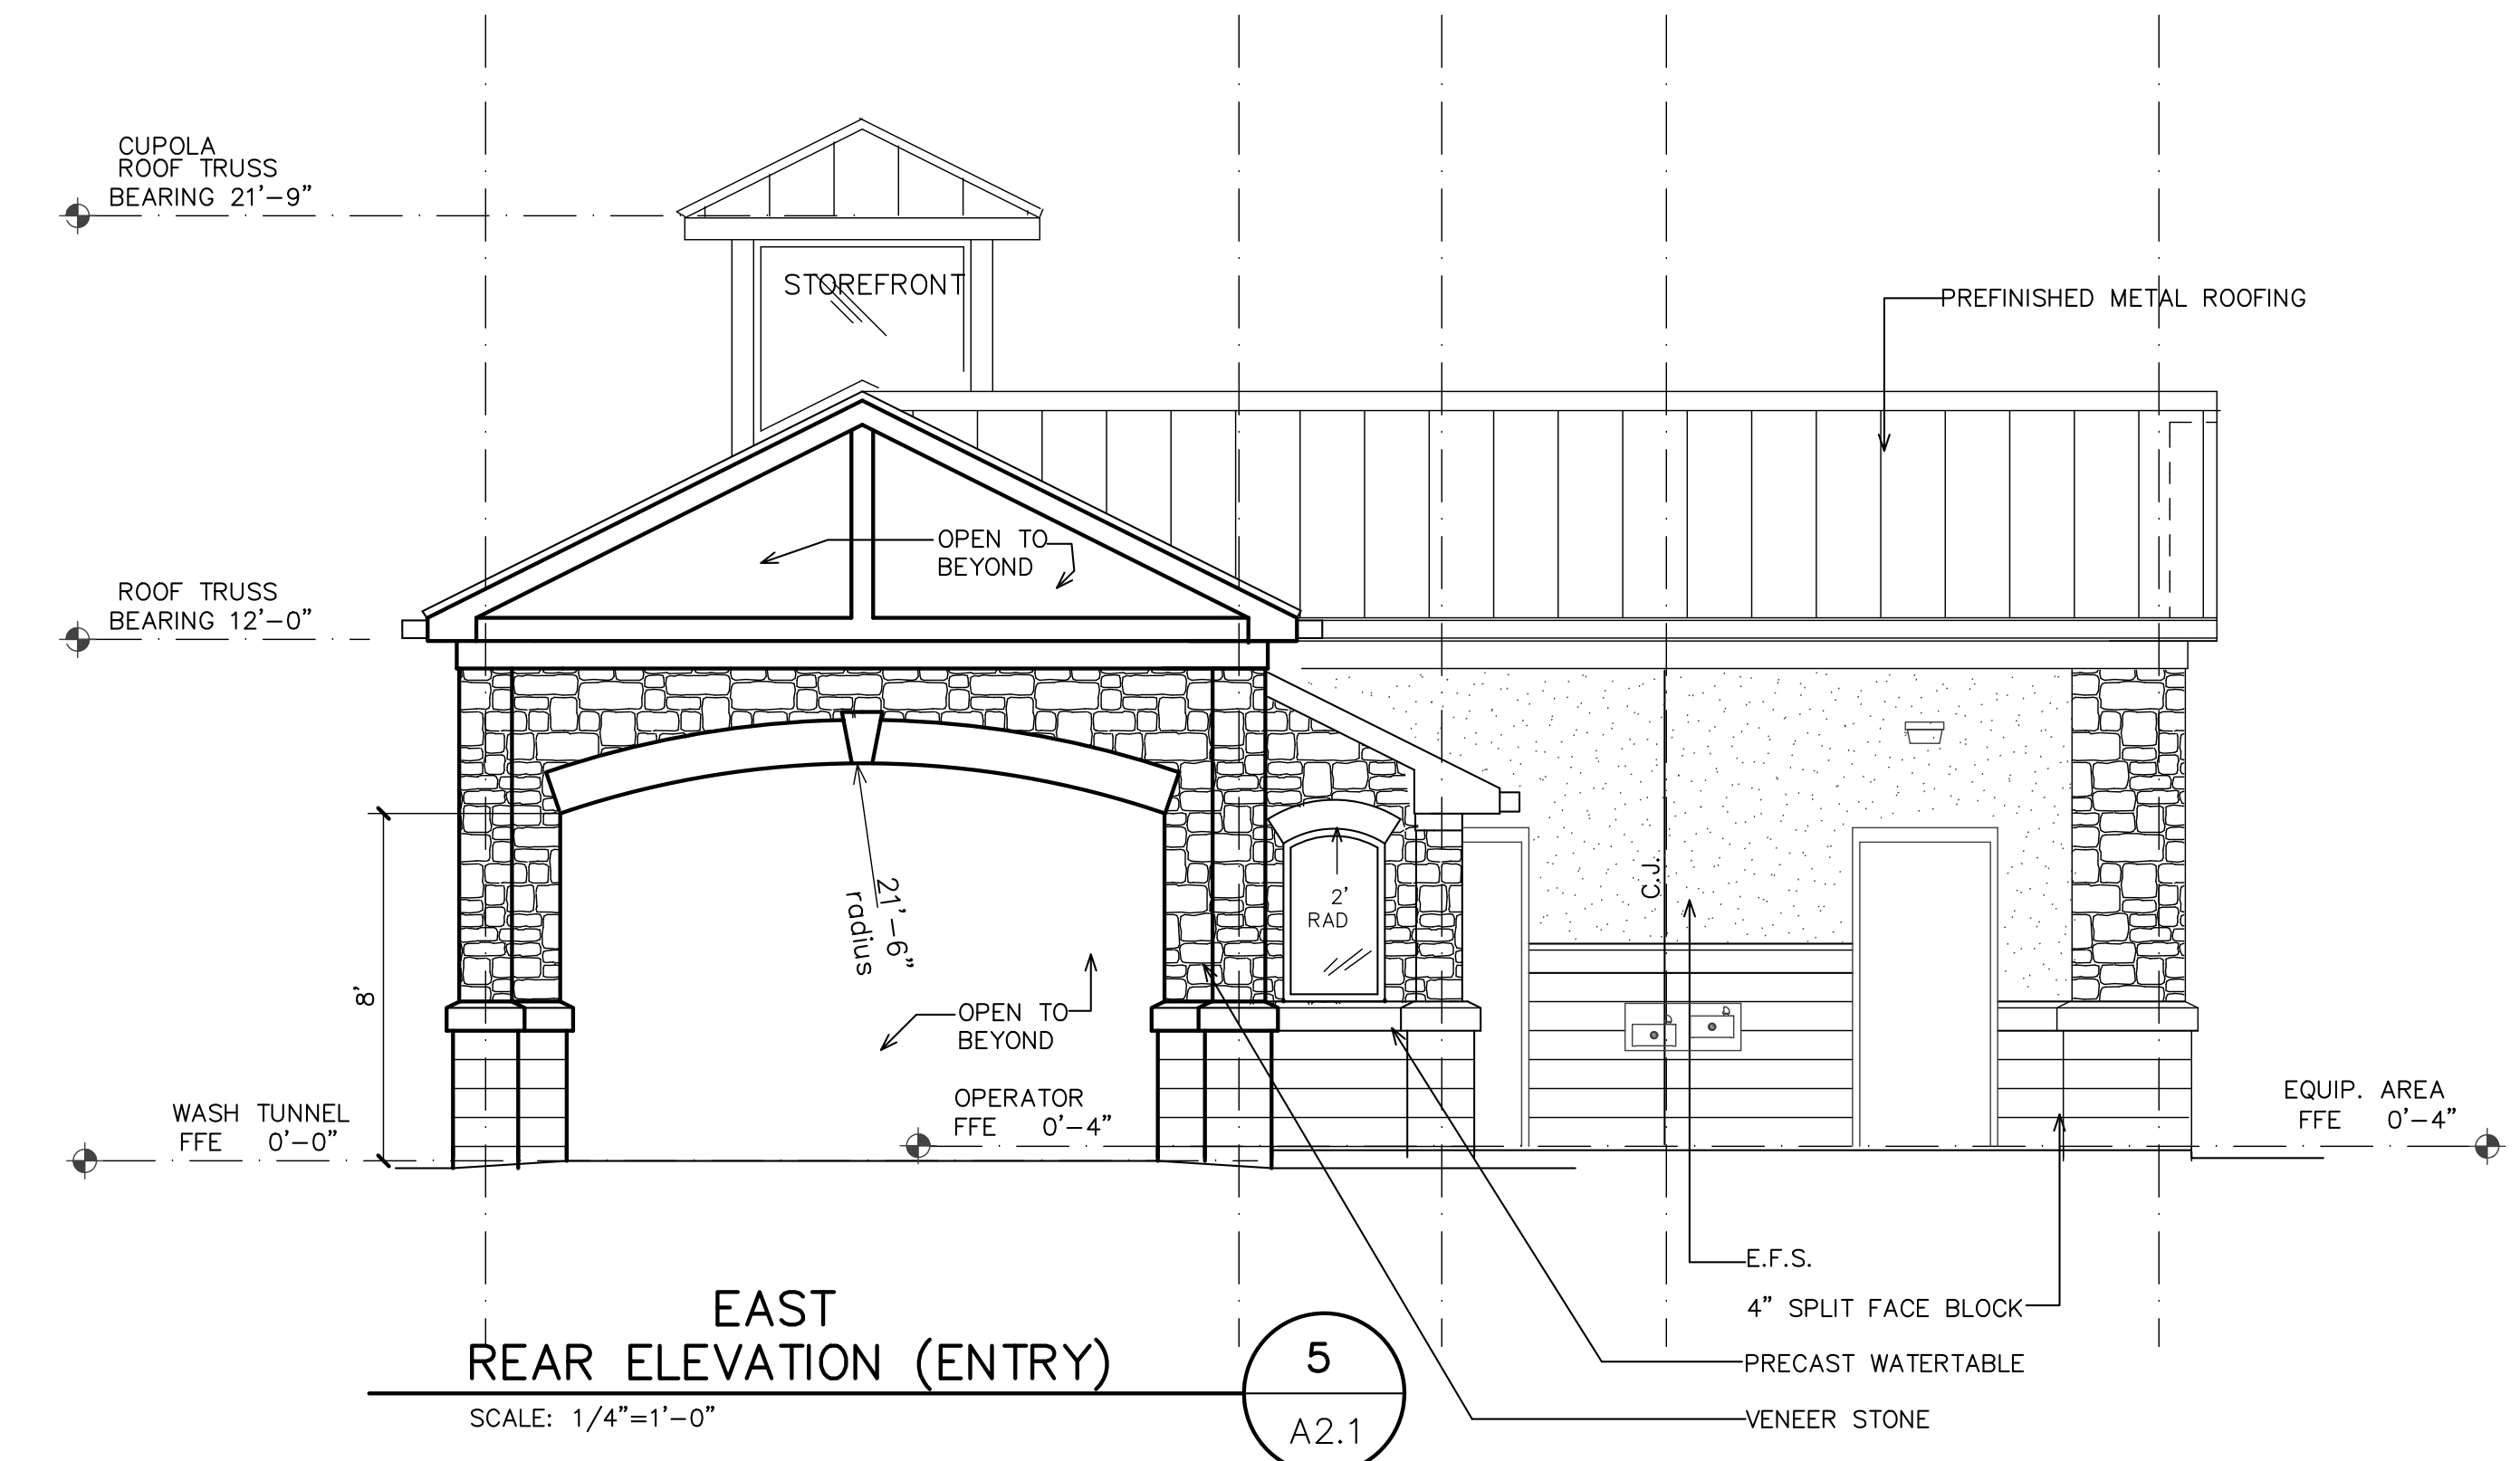 CUPOLA
ROOF TRUSS
BEARING 21'-9"
STOREFRONT
PREFINISHED METAL ROOFING
OPEN TO
BEYOND
ROOF TRUSS
BEARING 12'-0"
C.J.
2'
RAD
21'-6"
radius
8'
OPEN TO
BEYOND
OPERATOR
FFE 0'-4"
WASH TUNNEL
FFE 0'-0"
EQUIP. AREA
FFE 0'-4"
E.F.S.
4" SPLIT FACE BLOCK
PRECAST WATERTABLE
VENEER STONE
EAST
REAR ELEVATION (ENTRY)
SCALE: 1/4"=1'-0"
5
A2.1